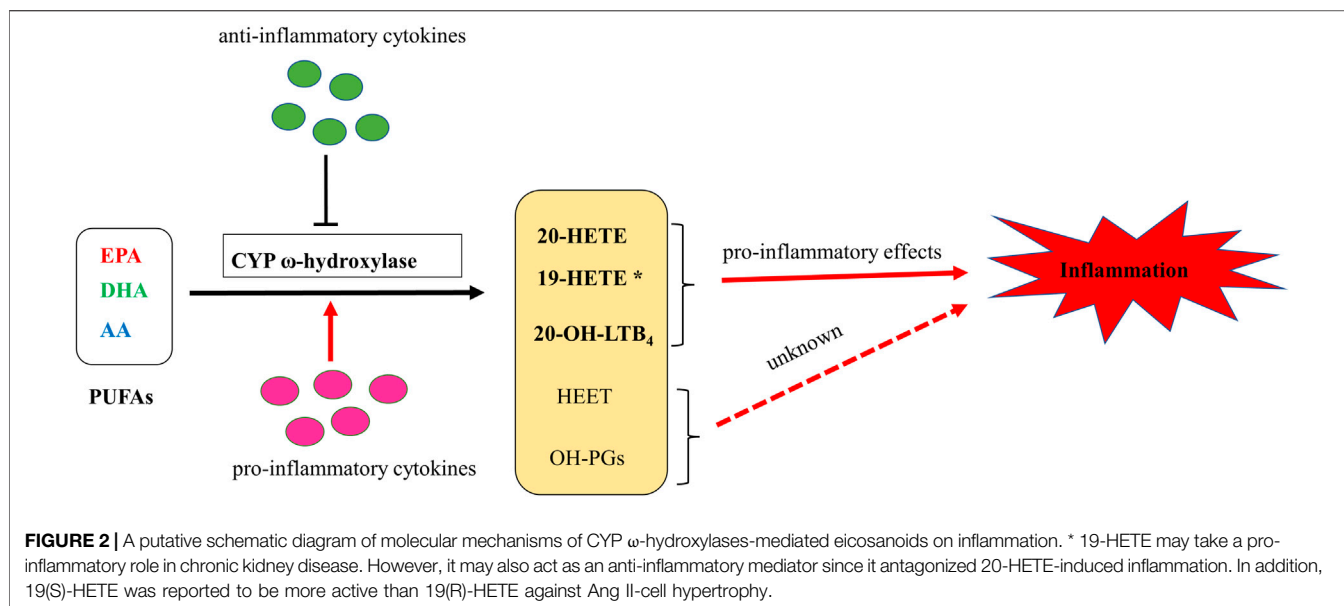 anti-inflammatory cytokines
EPA
DHA
AA
PUFAs
CYP ω-hydroxylase
pro-inflammatory cytokines
20-HETE
19-HETE *
20-OH-LTB₄
HEET
OH-PGs
pro-inflammatory effects
unknown
Inflammation
FIGURE 2 | A putative schematic diagram of molecular mechanisms of CYP ω-hydroxylases-mediated eicosanoids on inflammation. * 19-HETE may take a pro-
inflammatory role in chronic kidney disease. However, it may also act as an anti-inflammatory mediator since it antagonized 20-HETE-induced inflammation. In addition,
19(S)-HETE was reported to be more active than 19(R)-HETE against Ang II-cell hypertrophy.